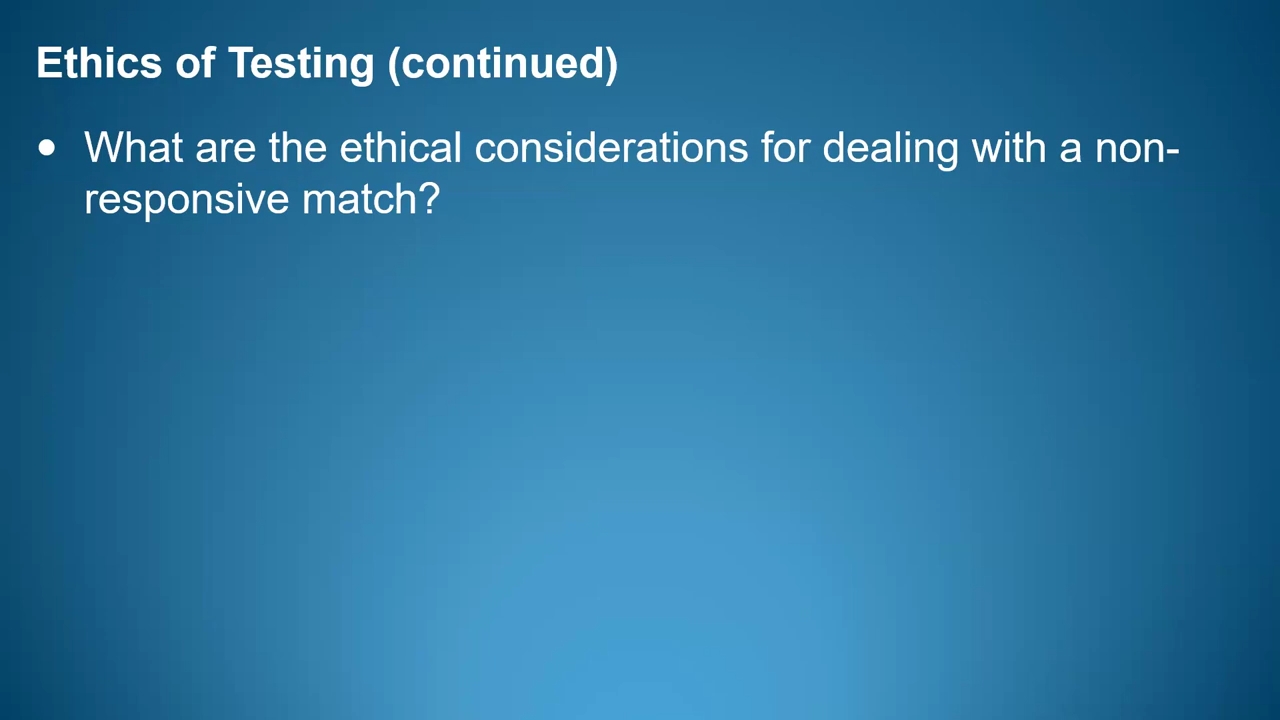 Ethics of Testing (continued)
• What are the ethical considerations for dealing with a non-
responsive match?